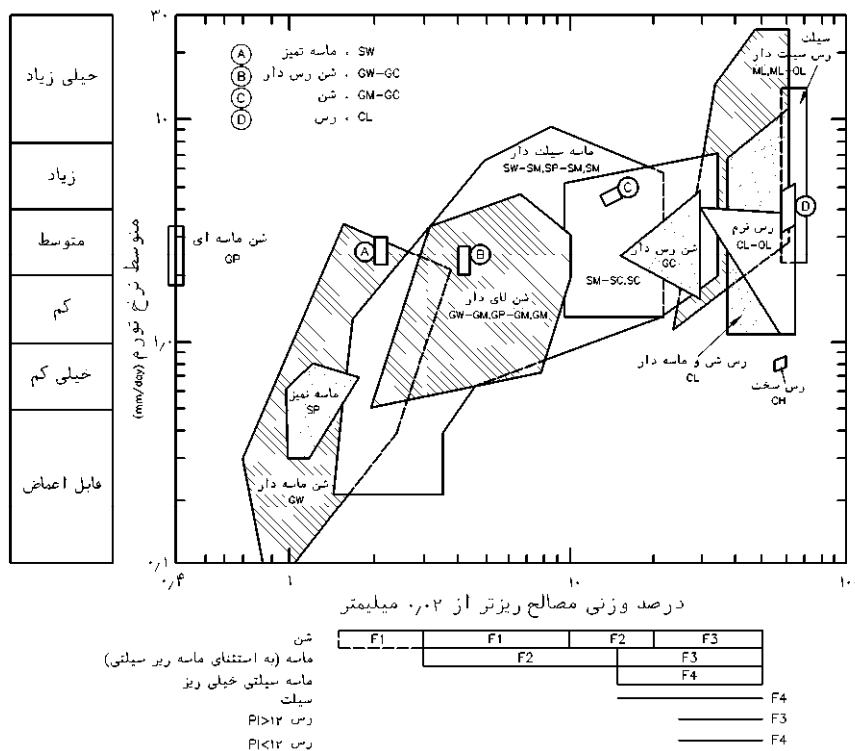 ۳۰
۱۰
۱٫۰
۰٫۱
خیلی زیاد
زیاد
متوسط
کم
خیلی کم
قابل اعماض
متوسط نرخ تورم (mm/day)
A ماسه تمیز ، SW
B شن رس دار ، GW-GC
C شن ، GM-GC
D رس ، CL
سیلت
رس سیلت دار
ML,ML-OL
ماسه سیلت دار
SW-SM,SP-SM,SM
شن ماسه ای
GP
A
B
C
D
شن لای دار
GW-GM,GP-GM,GM
SM-SC,SC
شن رس دار
GC
رس نرم
CL-OL
رس شی و ماسه دار
CL
رس سخت
CH
ماسه تمیز
SP
شن ماسه دار
GW
۰٫۴ ۱ ۱۰ ۱۰
درصد وزنی مصالح ریزتر از ۰٫۰۲ میلیمتر
شن F1 F1 F2 F3
ماسه (به استثنای ماسه ریر سیلتی) F2 F3
ماسه سیلتی خیلی ریز F4
سیلت F4
رس PI>۱۲ F3
رس PI<۱۲ F4